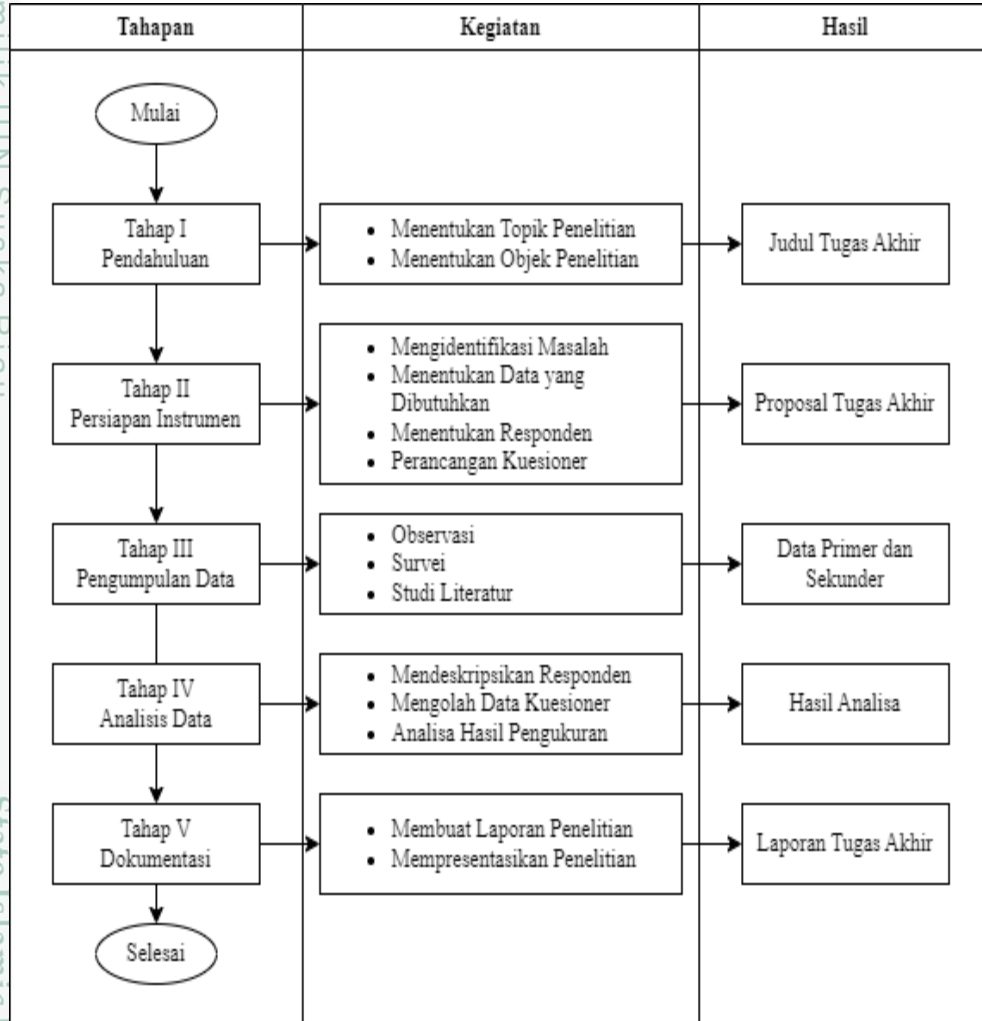 Tahapan
Kegiatan
Hasil
Mulai
Tahap I
Pendahuluan
• Menentukan Topik Penelitian
• Menentukan Objek Penelitian
Judul Tugas Akhir
Tahap II
Persiapan Instrumen
• Mengidentifikasi Masalah
• Menentukan Data yang
Dibutuhkan
• Menentukan Responden
• Perancangan Kuesioner
Proposal Tugas Akhir
Tahap III
Pengumpulan Data
• Observasi
• Survei
• Studi Literatur
Data Primer dan
Sekunder
Tahap IV
Analisis Data
• Mendeskripsikan Responden
• Mengolah Data Kuesioner
• Analisa Hasil Pengukuran
Hasil Analisa
Tahap V
Dokumentasi
• Membuat Laporan Penelitian
• Mempresentasikan Penelitian
Laporan Tugas Akhir
Selesai